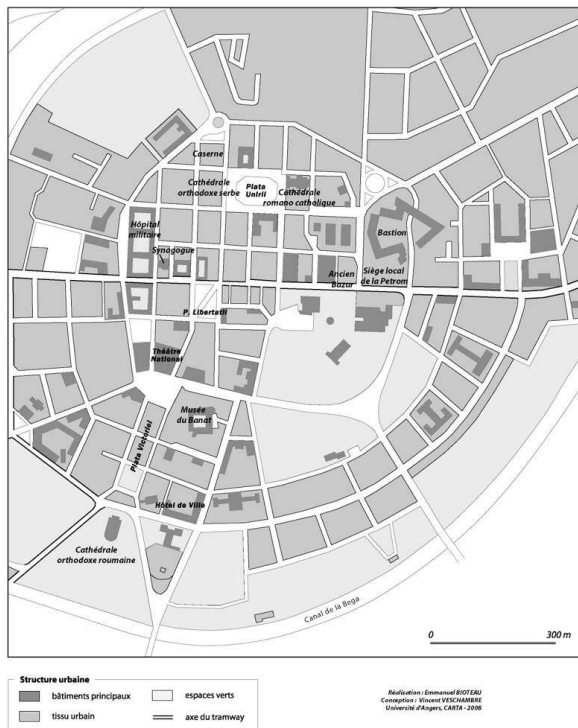 Caserne
Cathédrale
orthodoxe serbe
Piata
Unirii
Cathédrale
romano catholique
Hôpital
militaire
Bastion
Synagogue
Ancien
Bazar
Siège local
de la Petrom
P. Libertatii
Théâtre
National
Musée
du Banat
Piata Victoriei
Hôtel de Ville
Cathédrale
orthodoxe roumaine
Canal de la Bega
0 300 m
Structure urbaine
bâtiments principaux
espaces verts
tissu urbain
axe du tramway
Réalisation : Emmanuel BIOTEAU
Conception : Vincent VESCHAMBRE
Université d'Angers, CARTA - 2008